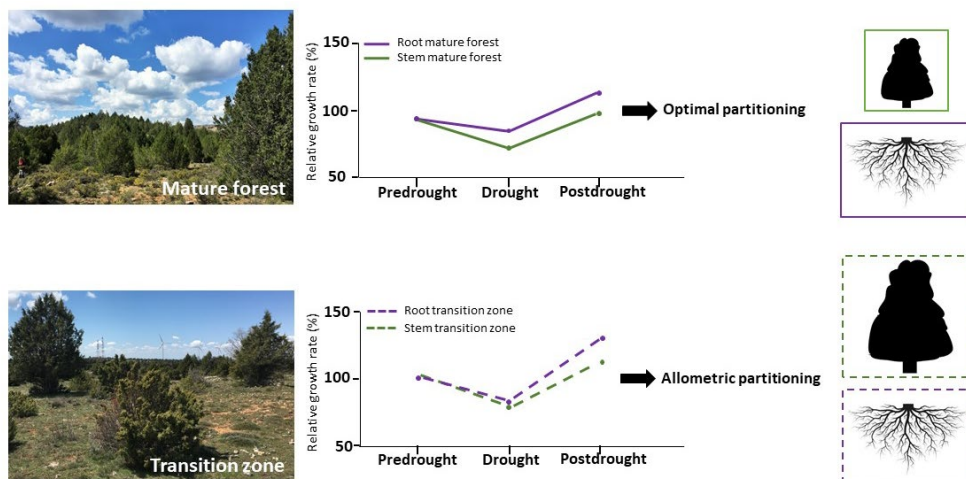 Mature forest
Relative growth rate (%)
150
100
50
Root mature forest
Stem mature forest
Predrought
Drought
Postdrought
Optimal partitioning
Transition zone
Relative growth rate (%)
150
100
50
Root transition zone
Stem transition zone
Predrought
Drought
Postdrought
Allometric partitioning